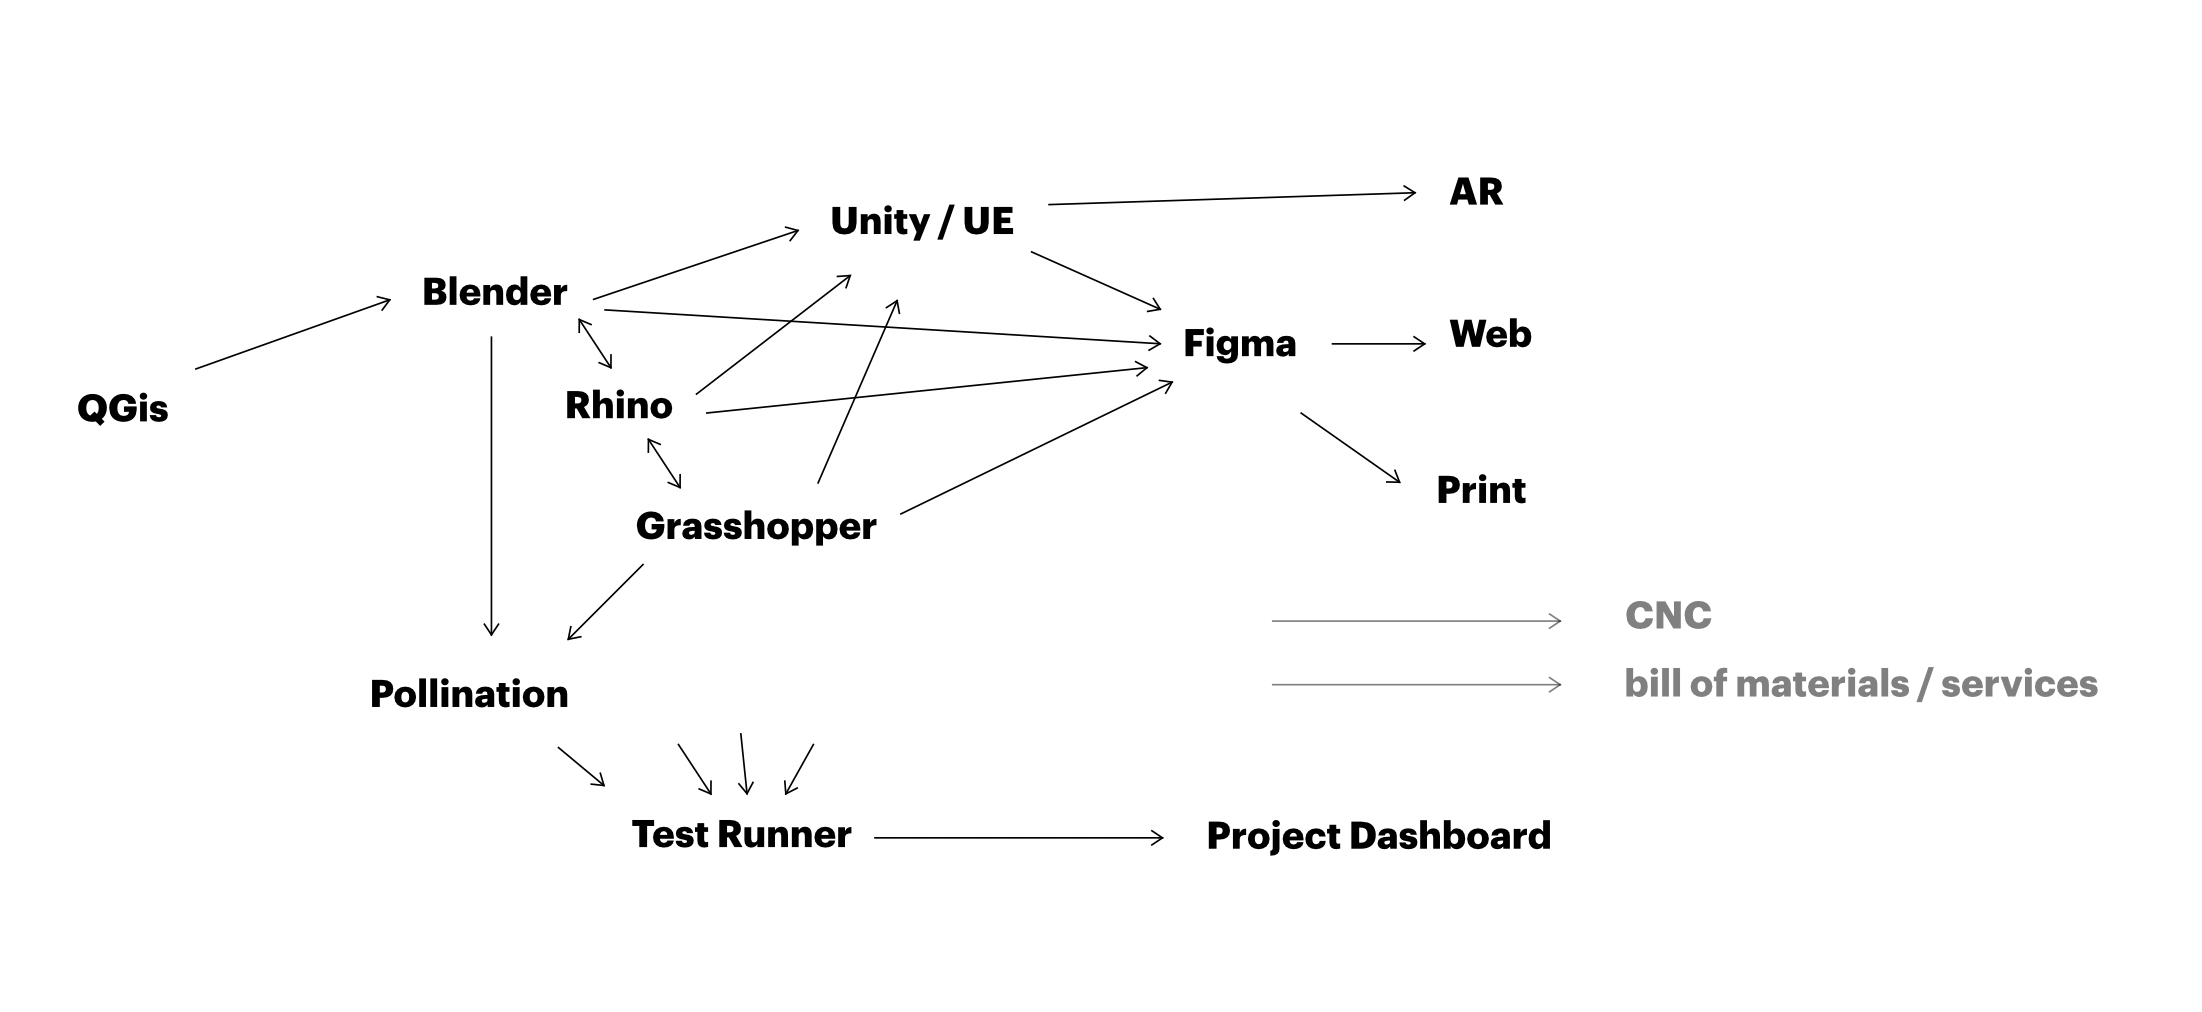 AR
Unity / UE
Blender
Web
Figma
Rhino
QGis
Print
Grasshopper
CNC
bill of materials / services
Pollination
Test Runner
Project Dashboard